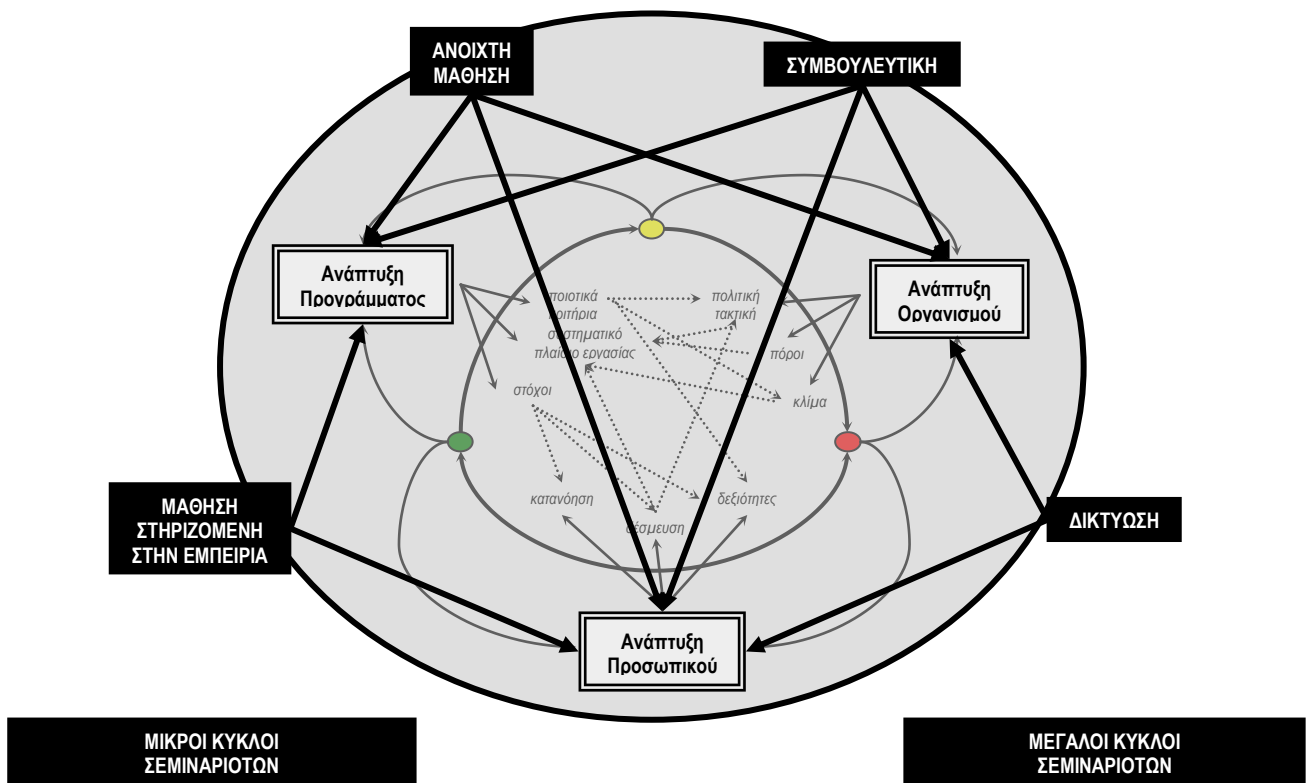 ΑΝΟΙΧΤΗ
ΜΑΘΗΣΗ
ΣΥΜΒΟΥΛΕΥΤΙΚΗ
Ανάπτυξη
Προγράμματος
Ανάπτυξη
Οργανισμού
ποιοτικά
κριτήρια
συστηματικό
πλαίσιο εργασίας
πολιτική
τακτική
πόροι
στόχοι
κλίμα
κατανόηση
δέσμευση
δεξιότητες
ΜΑΘΗΣΗ
ΣΤΗΡΙΖΟΜΕΝΗ
ΣΤΗΝ ΕΜΠΕΙΡΙΑ
ΔΙΚΤΥΩΣΗ
Ανάπτυξη
Προσωπικού
ΜΙΚΡΟΙ ΚΥΚΛΟΙ
ΣΕΜΙΝΑΡΙΟΤΩΝ
ΜΕΓΑΛΟΙ ΚΥΚΛΟΙ
ΣΕΜΙΝΑΡΙΟΤΩΝ